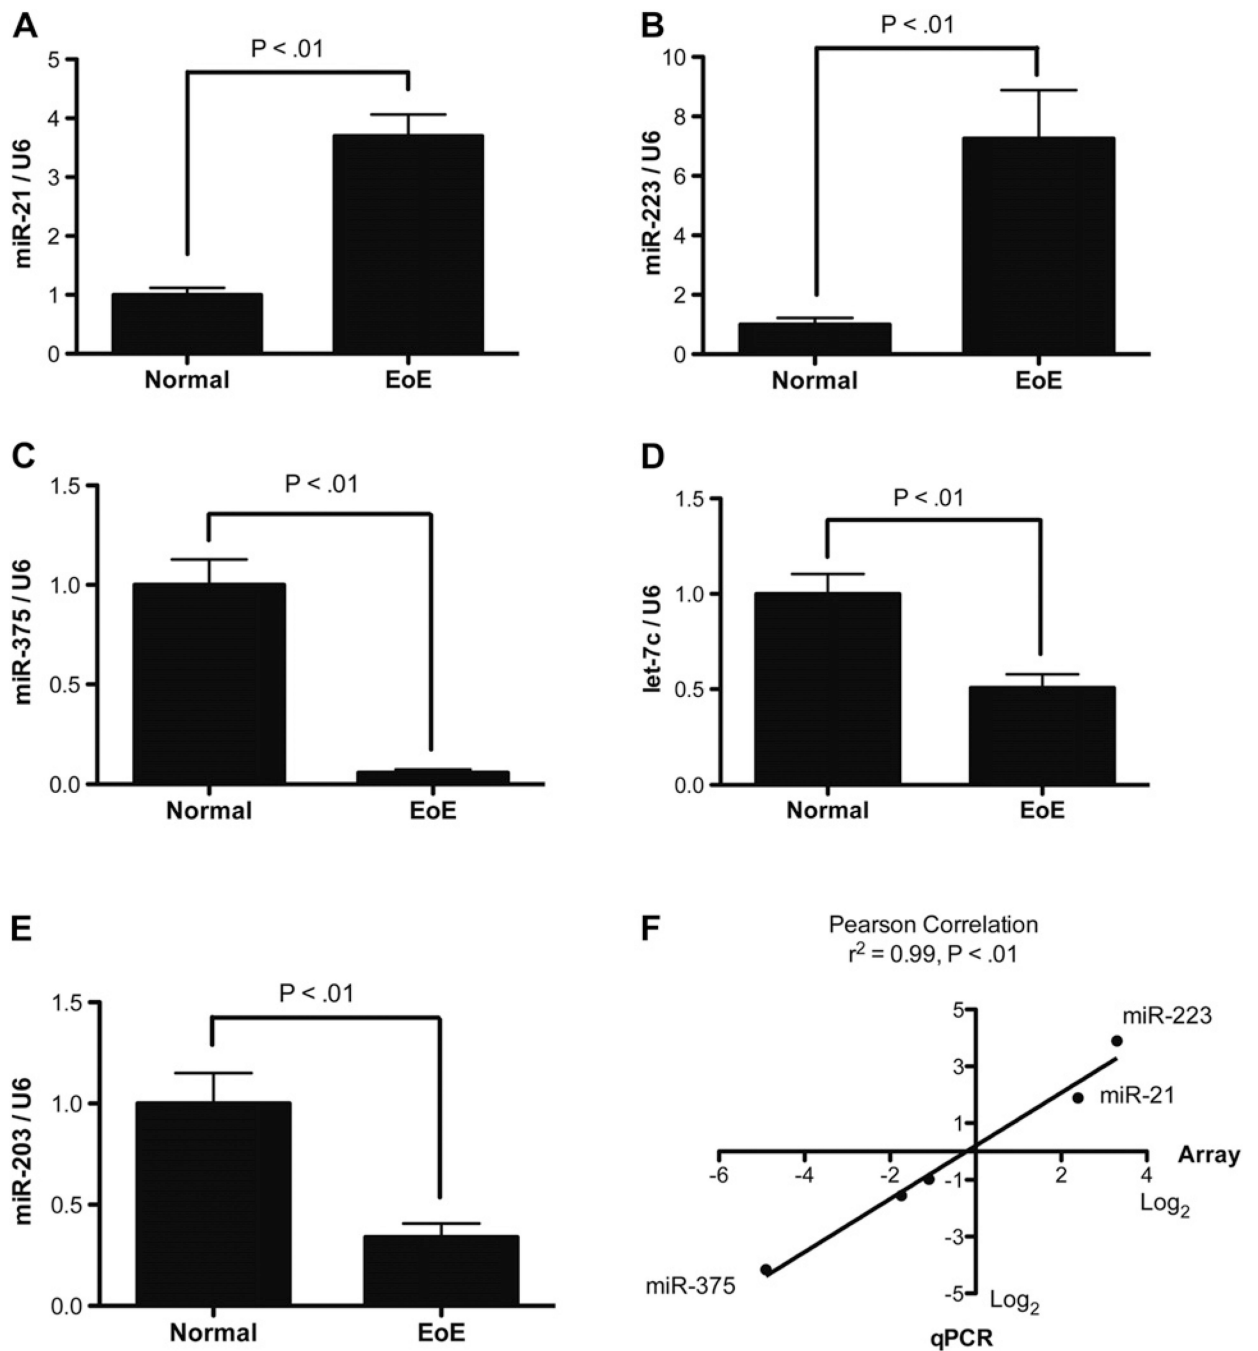 A
P < .01
miR-21 / U6
5
4
3
2
1
0
Normal
EoE
B
P < .01
miR-223 / U6
10
8
6
4
2
0
Normal
EoE
C
P < .01
miR-375 / U6
1.5
1.0
0.5
0.0
Normal
EoE
D
P < .01
let-7c / U6
1.5
1.0
0.5
0.0
Normal
EoE
E
P < .01
miR-203 / U6
1.5
1.0
0.5
0.0
Normal
EoE
F
Pearson Correlation
r² = 0.99, P < .01
5
miR-223
3
miR-21
1
Array
-6
-4
-2
2
4
-1
Log₂
-3
miR-375
-5
Log₂
qPCR